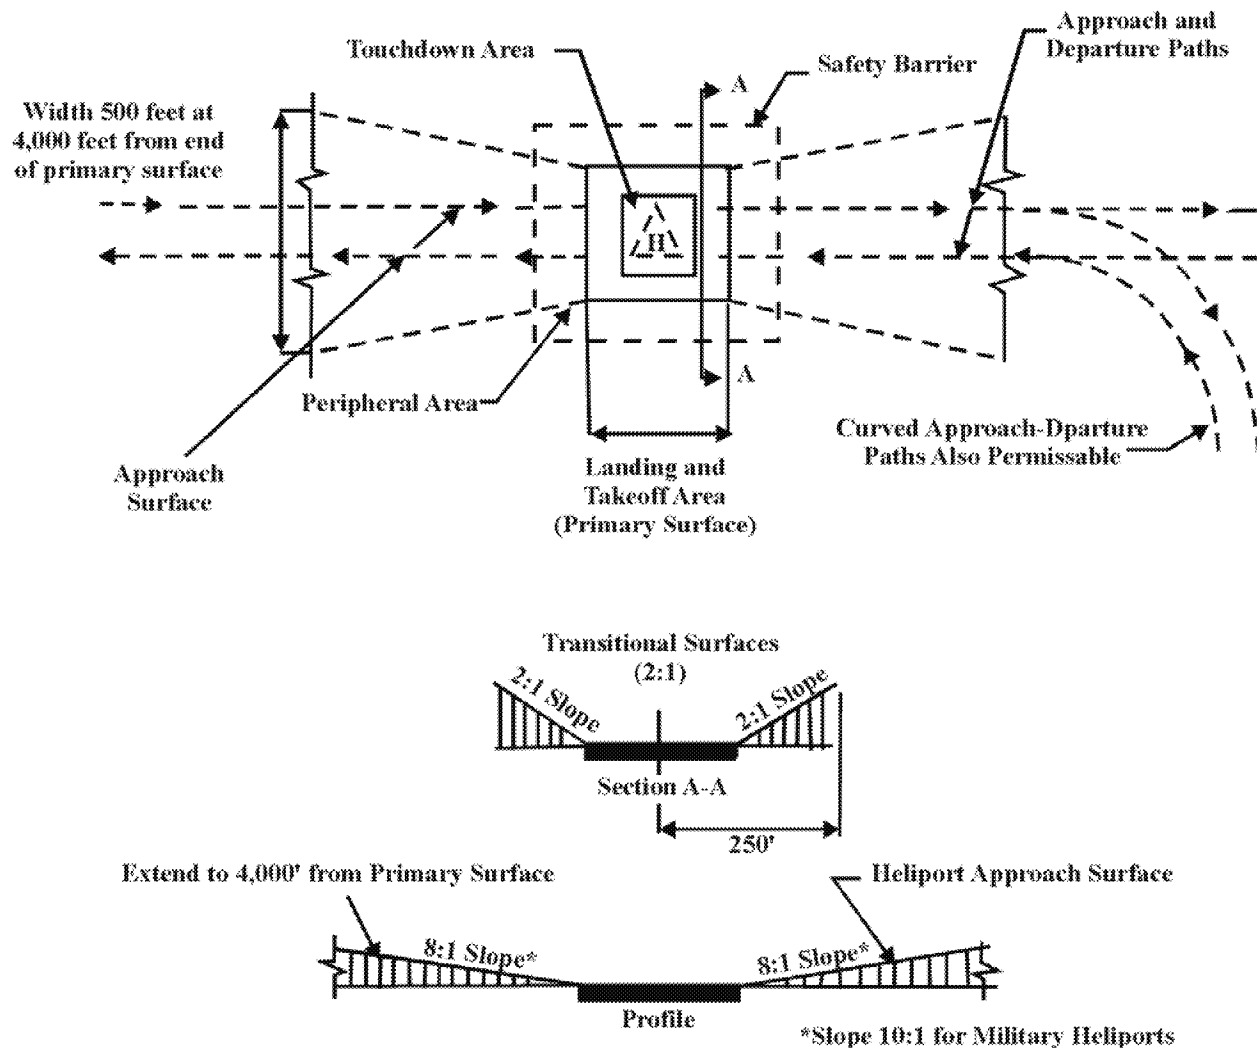 Touchdown Area
Approach and
Departure Paths
Safety Barrier
A
Width 500 feet at
4,000 feet from end
of primary surface
H
A
Peripheral Area
Curved Approach-Dparture
Paths Also Permissable
Approach
Surface
Landing and
Takeoff Area
(Primary Surface)
Transitional Surfaces
(2:1)
2:1 Slope
2:1 Slope
Section A-A
250'
Extend to 4,000' from Primary Surface
Heliport Approach Surface
8:1 Slope*
8:1 Slope*
Profile
*Slope 10:1 for Military Heliports